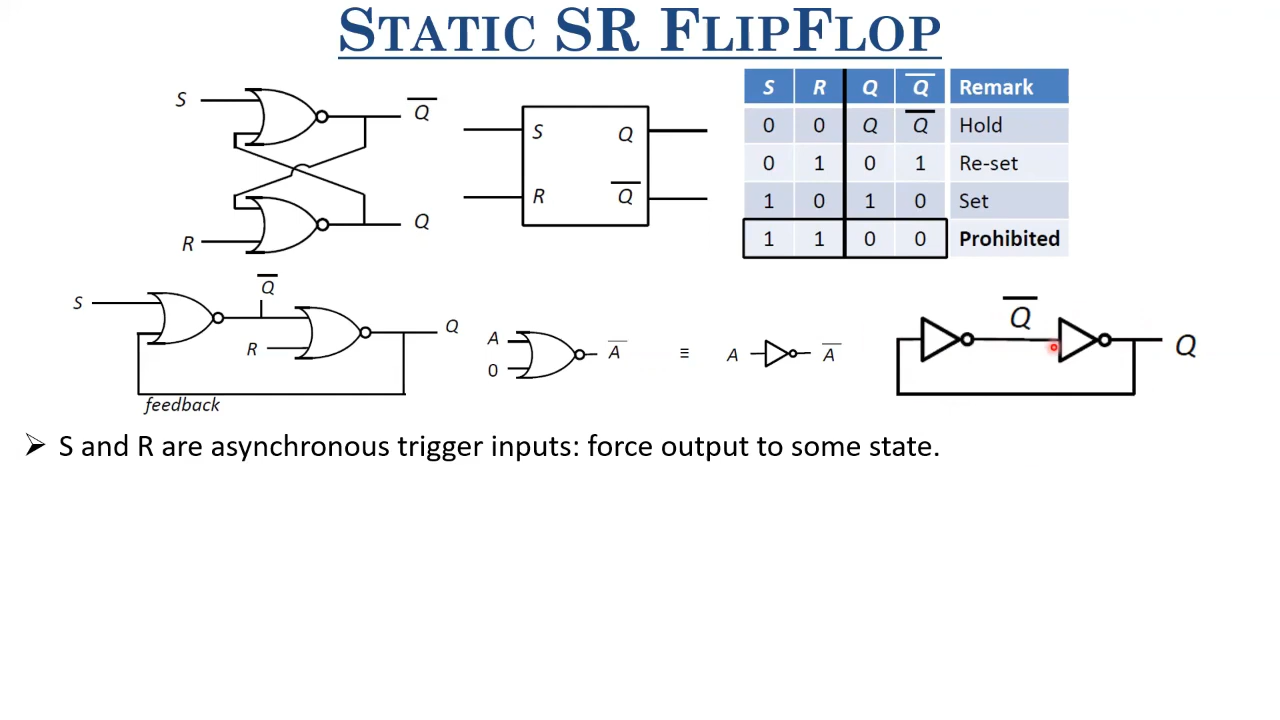 STATIC SR FLIPFLOP
S
Q̅
R
Q
S Q
R Q̅
S R Q Q̅ Remark
0 0 Q Q̅ Hold
0 1 0 1 Re-set
1 0 1 0 Set
1 1 0 0 Prohibited
S
Q̅
R
Q
feedback
A
0
A̅
≡
A
A̅
Q̅
Q
➢ S and R are asynchronous trigger inputs: force output to some state.